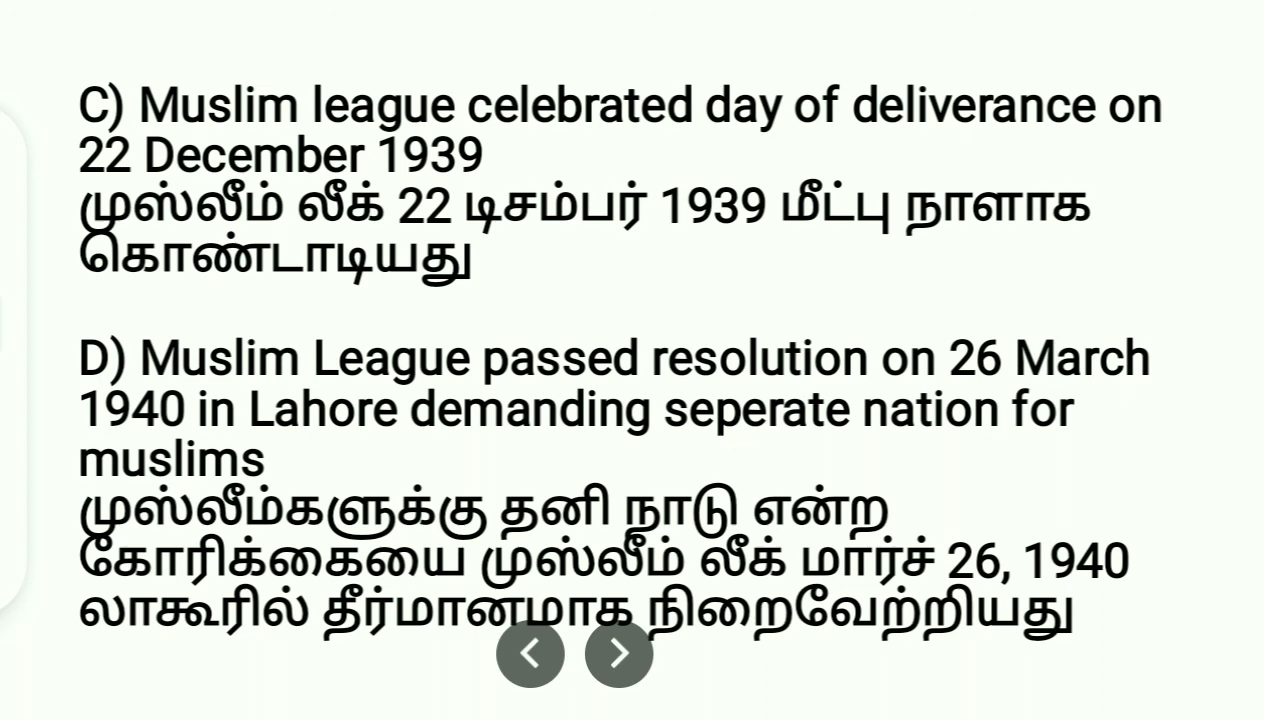 C) Muslim league celebrated day of deliverance on
22 December 1939
முஸ்லீம் லீக் 22 டிசம்பர் 1939 மீட்பு நாளாக
கொண்டாடியது
D) Muslim League passed resolution on 26 March
1940 in Lahore demanding seperate nation for
muslims
முஸ்லீம்களுக்கு தனி நாடு என்ற
கோரிக்கையை முஸ்லீம் லீக் மார்ச் 26, 1940
லாகூரில் தீர்மானமாக நிறைவேற்றியது